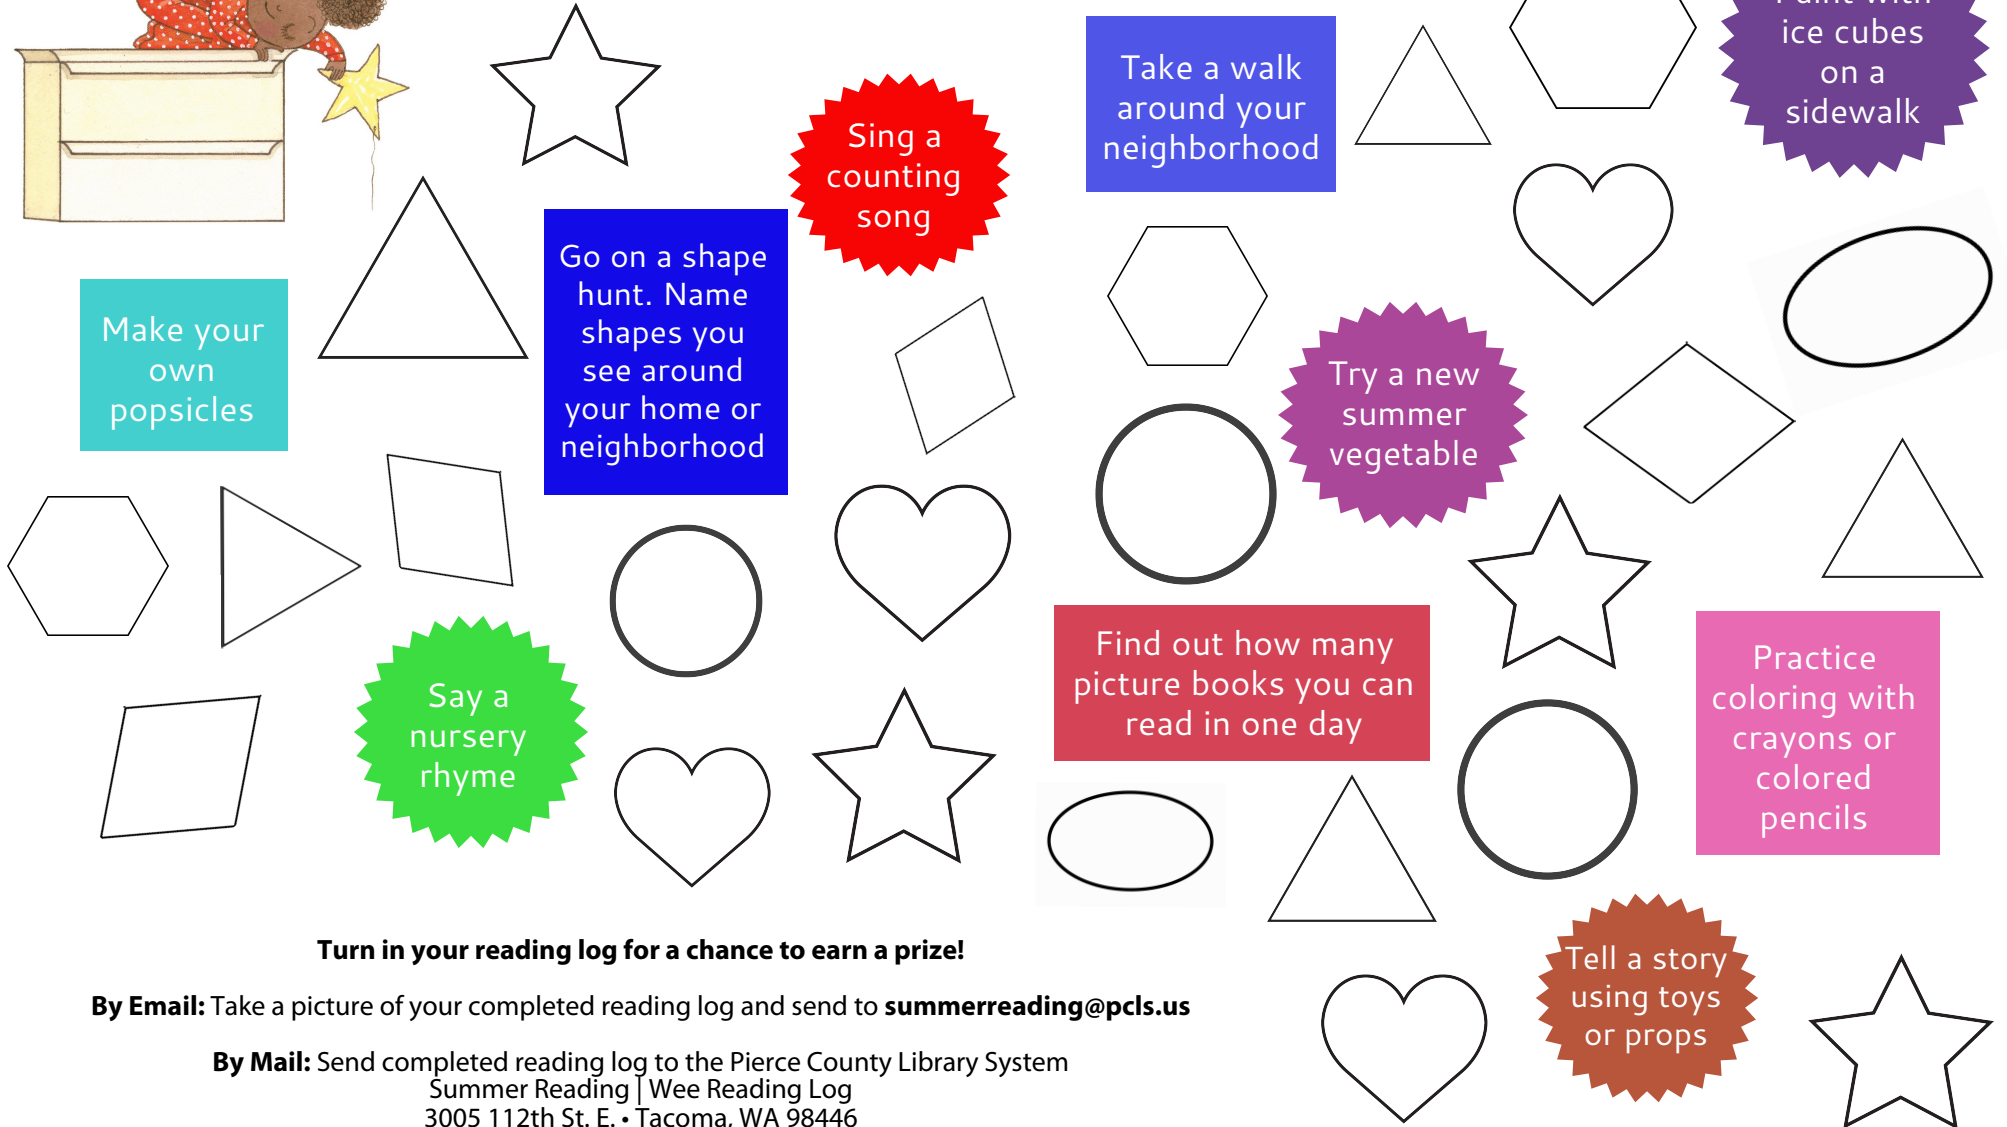 ice cubes
on a
sidewalk
Take a walk
around your
neighborhood
Sing a
counting
song
Go on a shape
hunt. Name
shapes you
see around
your home or
neighborhood
Make your
own
popsicles
Try a new
summer
vegetable
Say a
nursery
rhyme
Find out how many
picture books you can
read in one day
Practice
coloring with
crayons or
colored
pencils
Tell a story
using toys
or props
Turn in your reading log for a chance to earn a prize!
By Email: Take a picture of your completed reading log and send to summerreading@pcls.us
By Mail: Send completed reading log to the Pierce County Library System
Summer Reading | Wee Reading Log
3005 112th St. E. • Tacoma, WA 98446